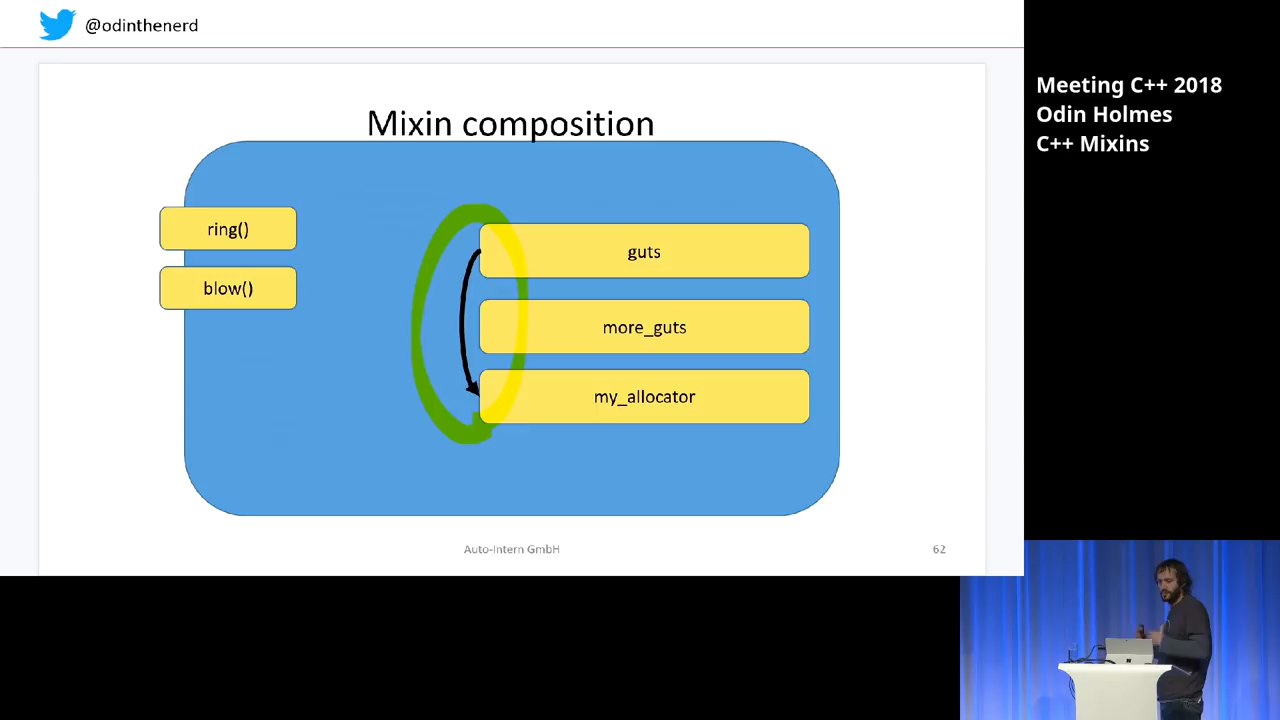 @odinthenerd
Mixin composition
ring()
blow()
guts
more_guts
my_allocator
Auto-Intern GmbH
62
Meeting C++ 2018
Odin Holmes
C++ Mixins